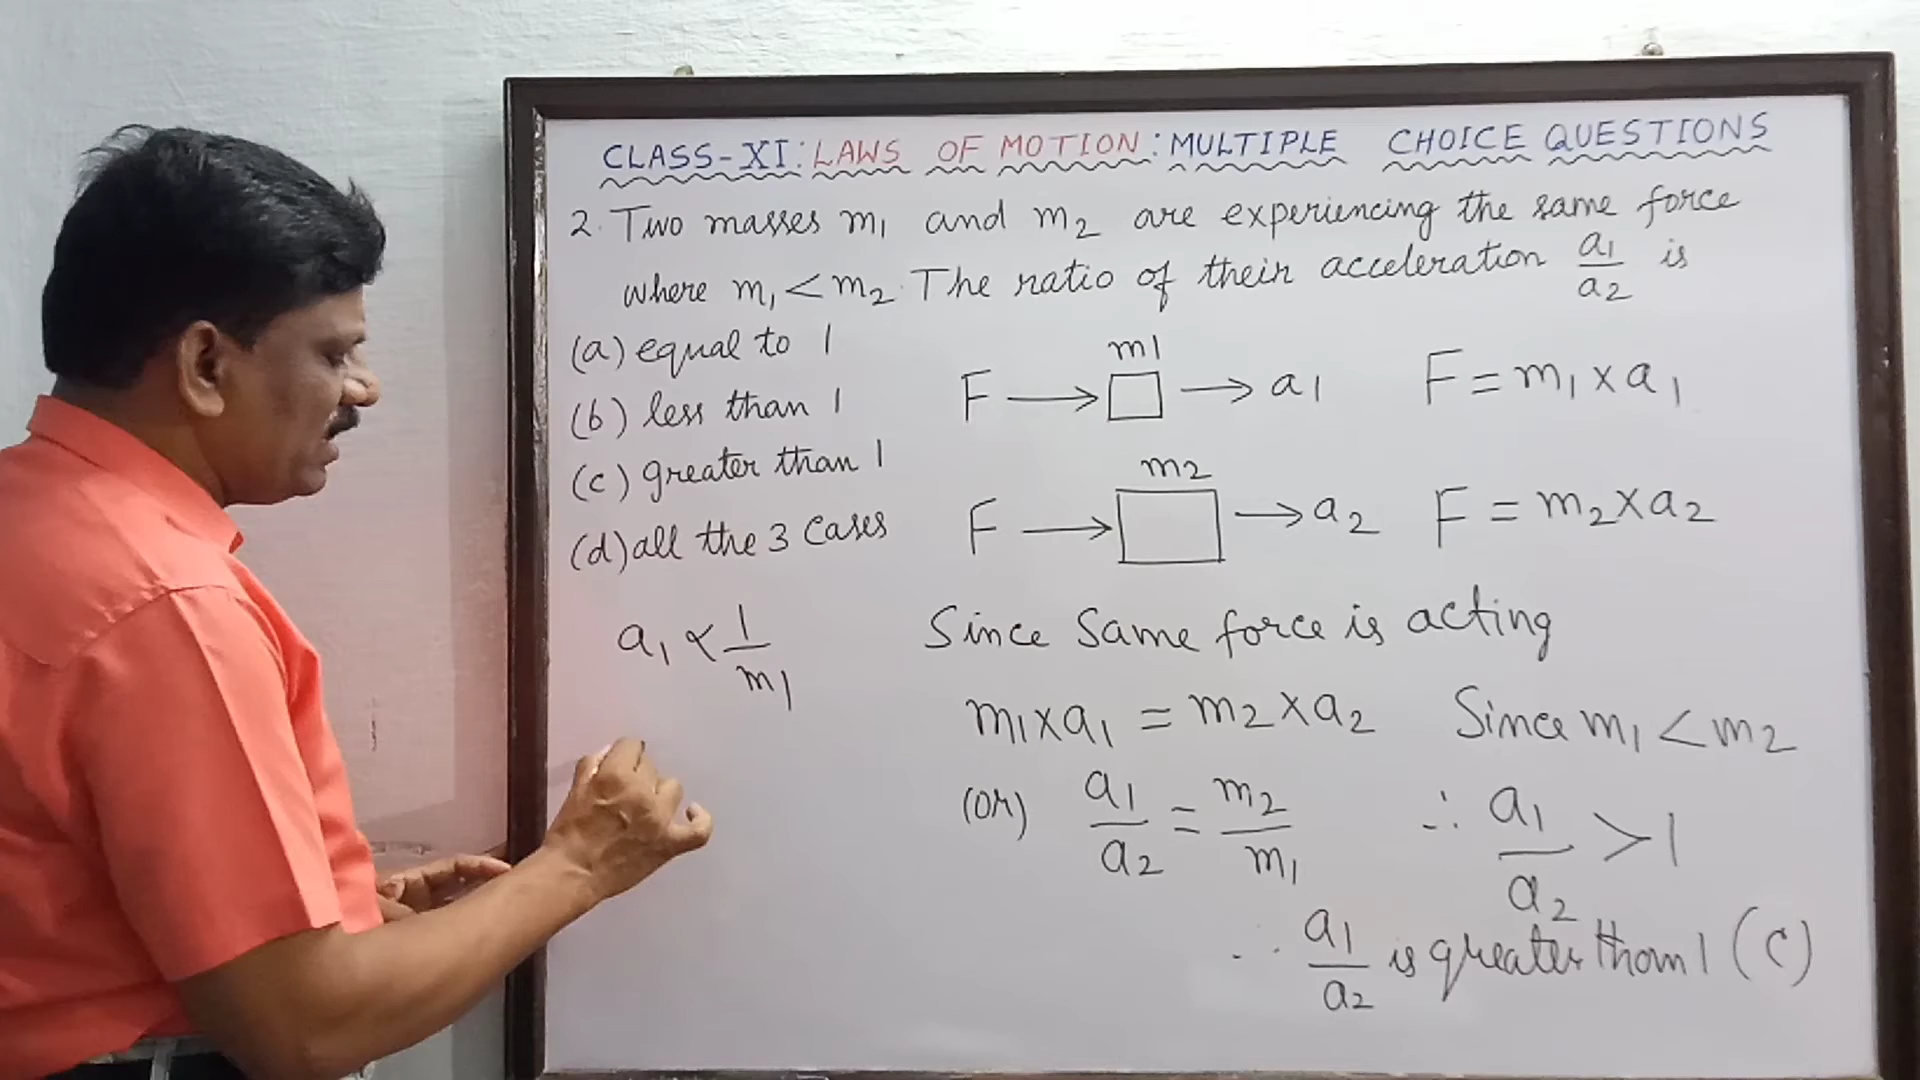 CLASS-XI: LAWS OF MOTION: MULTIPLE CHOICE QUESTIONS
2. Two masses m₁ and m₂ are experiencing the same force
where m₁ < m₂. The ratio of their acceleration a₁/a₂ is
(a) equal to 1
(b) less than 1
(c) greater than 1
(d) all the 3 cases
m1
F → □ → a1 F = m₁ × a₁
m2
F → □ → a2 F = m₂ × a₂
a₁ ∝ 1/m₁
Since Same force is acting
m₁ × a₁ = m₂ × a₂ Since m₁ < m₂
(or) a₁/a₂ = m₂/m₁ ∴ a₁/a₂ > 1
∴ a₁/a₂ is greater than 1 (c)